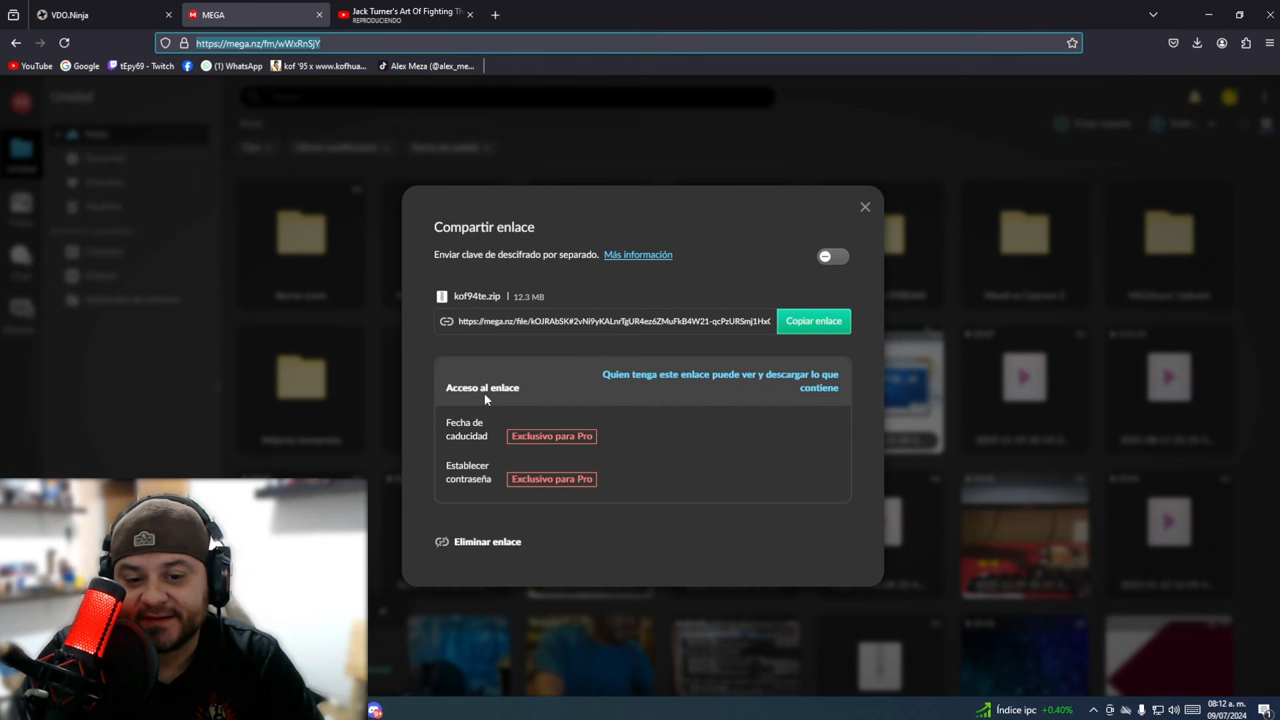 VDO.Ninja
MEGA
Jack Turner's Art Of Fighting Th
REPRODUCIENDO
https://mega.nz/fm/wWxRnSjY
YouTube
Google
tEpy69 - Twitch
(1) WhatsApp
kof '95 x www.kofhua...
Alex Meza (@alex_me...
Compartir enlace
Enviar clave de descifrado por separado. Más información
kof94te.zip | 12.3 MB
Copiar enlace
Acceso al enlace
Quien tenga este enlace puede ver y descargar lo que
contiene
Fecha de
caducidad
Exclusivo para Pro
Establecer
contraseña
Exclusivo para Pro
Eliminar enlace
Índice ipc +0.40%
08:12 a. m.
09/07/2024